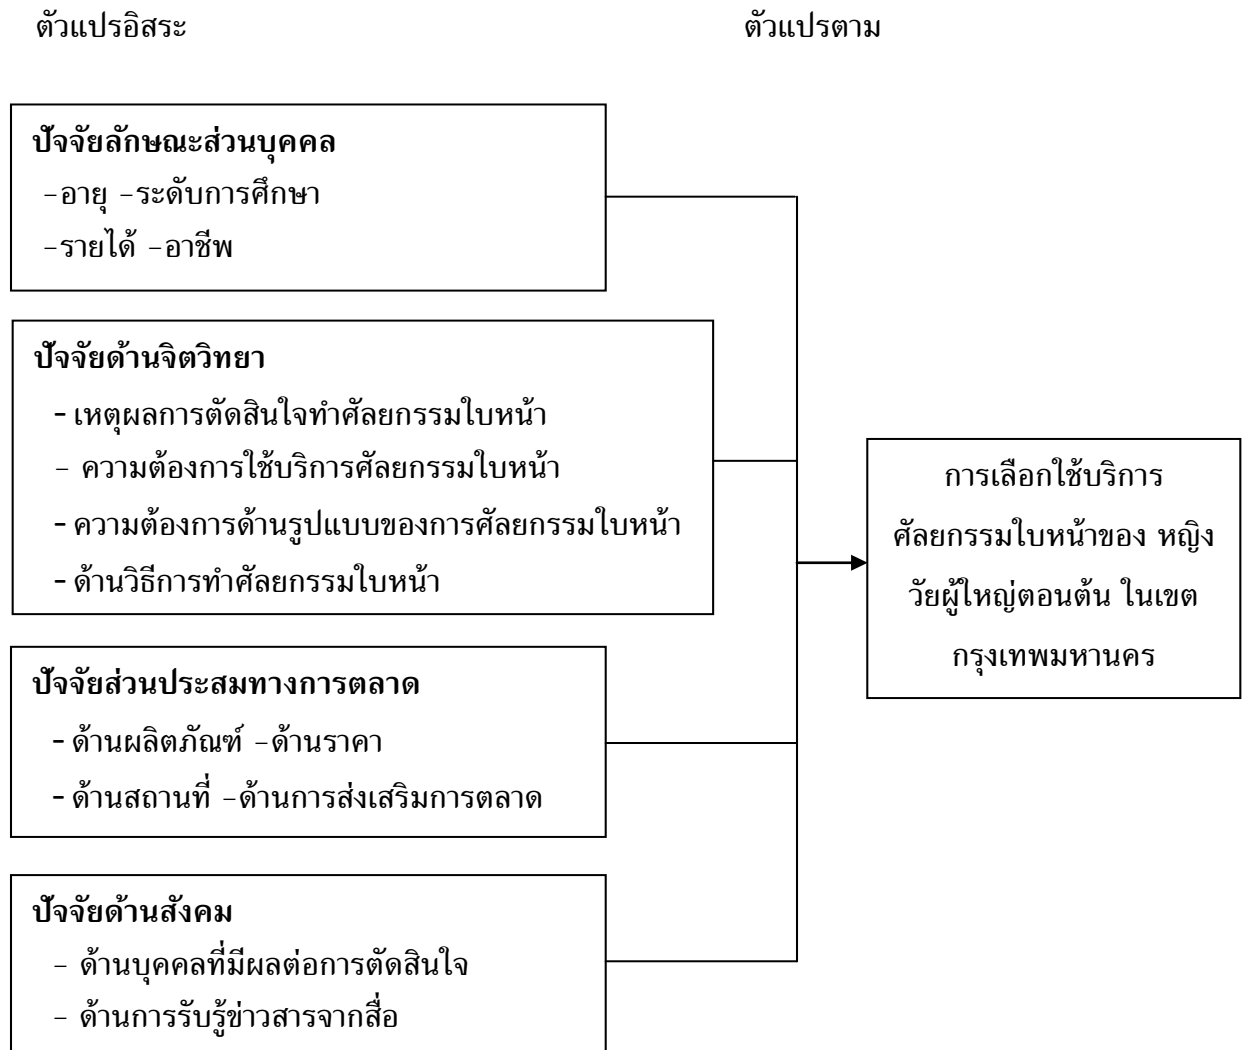 ตัวแปรอิสระ
ตัวแปรตาม
ปัจจัยลักษณะส่วนบุคคล
-อายุ -ระดับการศึกษา
-รายได้ -อาชีพ
ปัจจัยด้านจิตวิทยา
- เหตุผลการตัดสินใจทำศัลยกรรมใบหน้า
- ความต้องการใช้บริการศัลยกรรมใบหน้า
- ความต้องการด้านรูปแบบของการศัลยกรรมใบหน้า
- ด้านวิธีการทำศัลยกรรมใบหน้า
ปัจจัยส่วนประสมทางการตลาด
- ด้านผลิตภัณฑ์ -ด้านราคา
- ด้านสถานที่ -ด้านการส่งเสริมการตลาด
ปัจจัยด้านสังคม
- ด้านบุคคลที่มีผลต่อการตัดสินใจ
- ด้านการรับรู้ข่าวสารจากสื่อ
การเลือกใช้บริการ
ศัลยกรรมใบหน้าของ หญิง
วัยผู้ใหญ่ตอนต้น ในเขต
กรุงเทพมหานคร